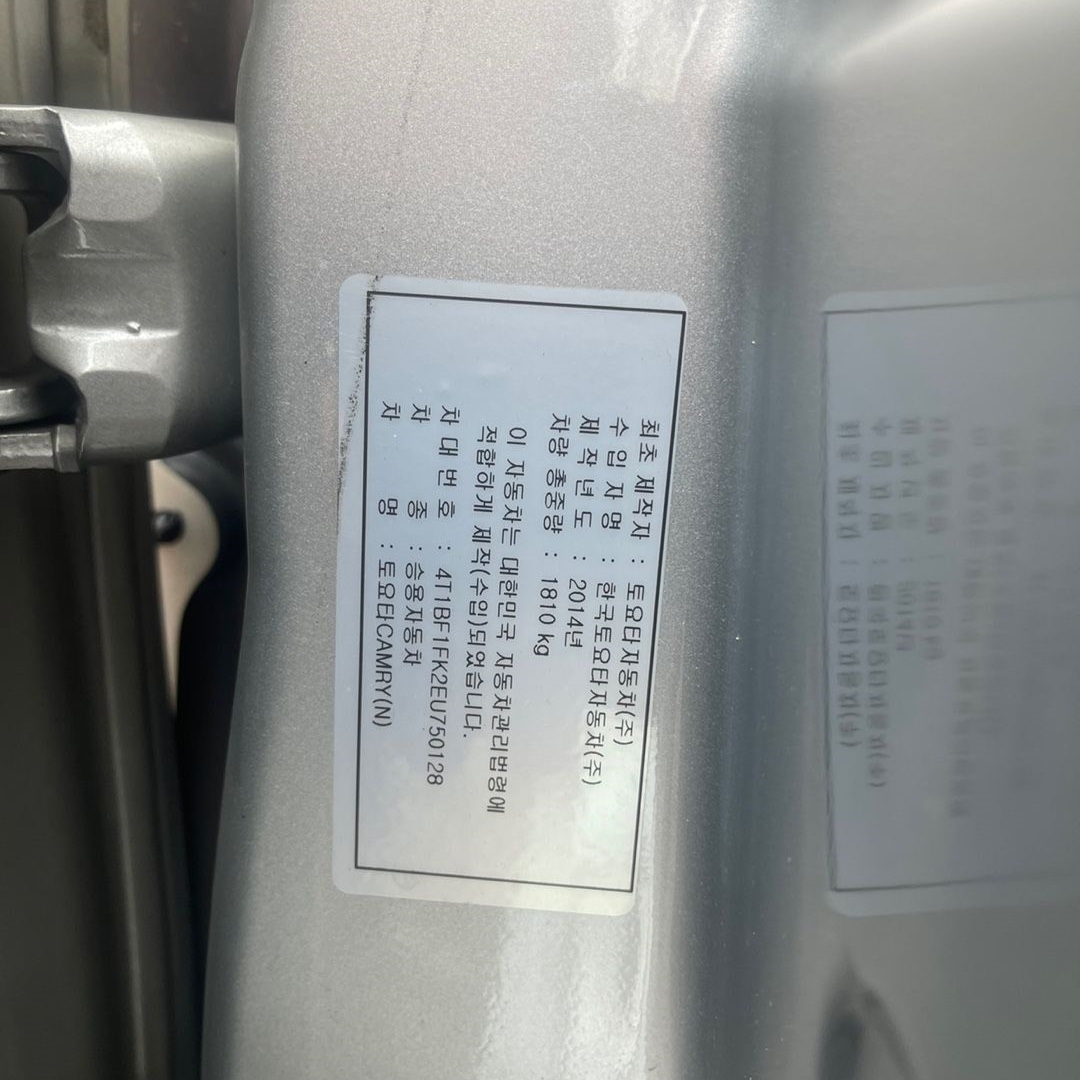 최초 제작자 : 토요타자동차(주)
수 입 자 명 : 한국토요타자동차(주)
제 작 년 도 : 2014년
차량 총중량 : 1810 kg
이 자동차는 대한민국 자동차관리법령에
적합하게 제작(수입)되었습니다.
차 대 번 호 : 4T1BF1FK2EU750128
차 종 : 승용자동차
차 명 : 토요타CAMRY(N)